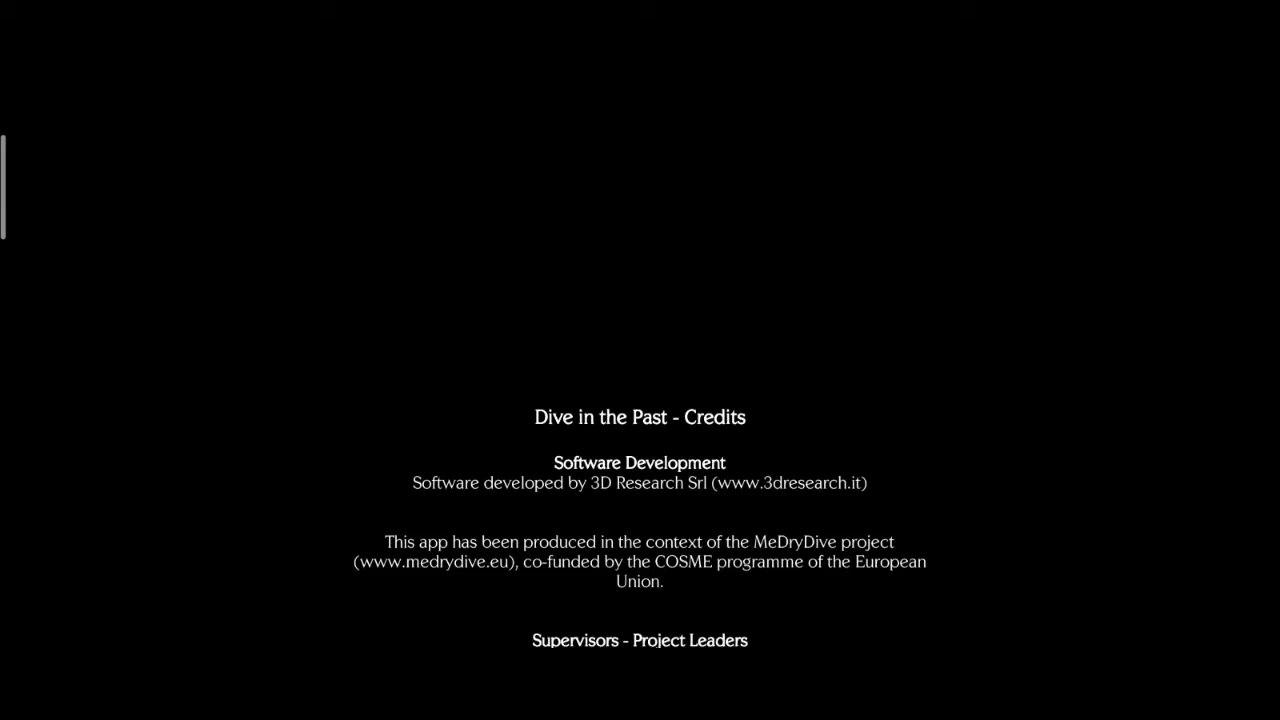 Dive in the Past - Credits
Software Development
Software developed by 3D Research Srl (www.3dresearch.it)
This app has been produced in the context of the MeDryDive project
(www.medrydive.eu), co-funded by the COSME programme of the European
Union.
Supervisors - Project Leaders